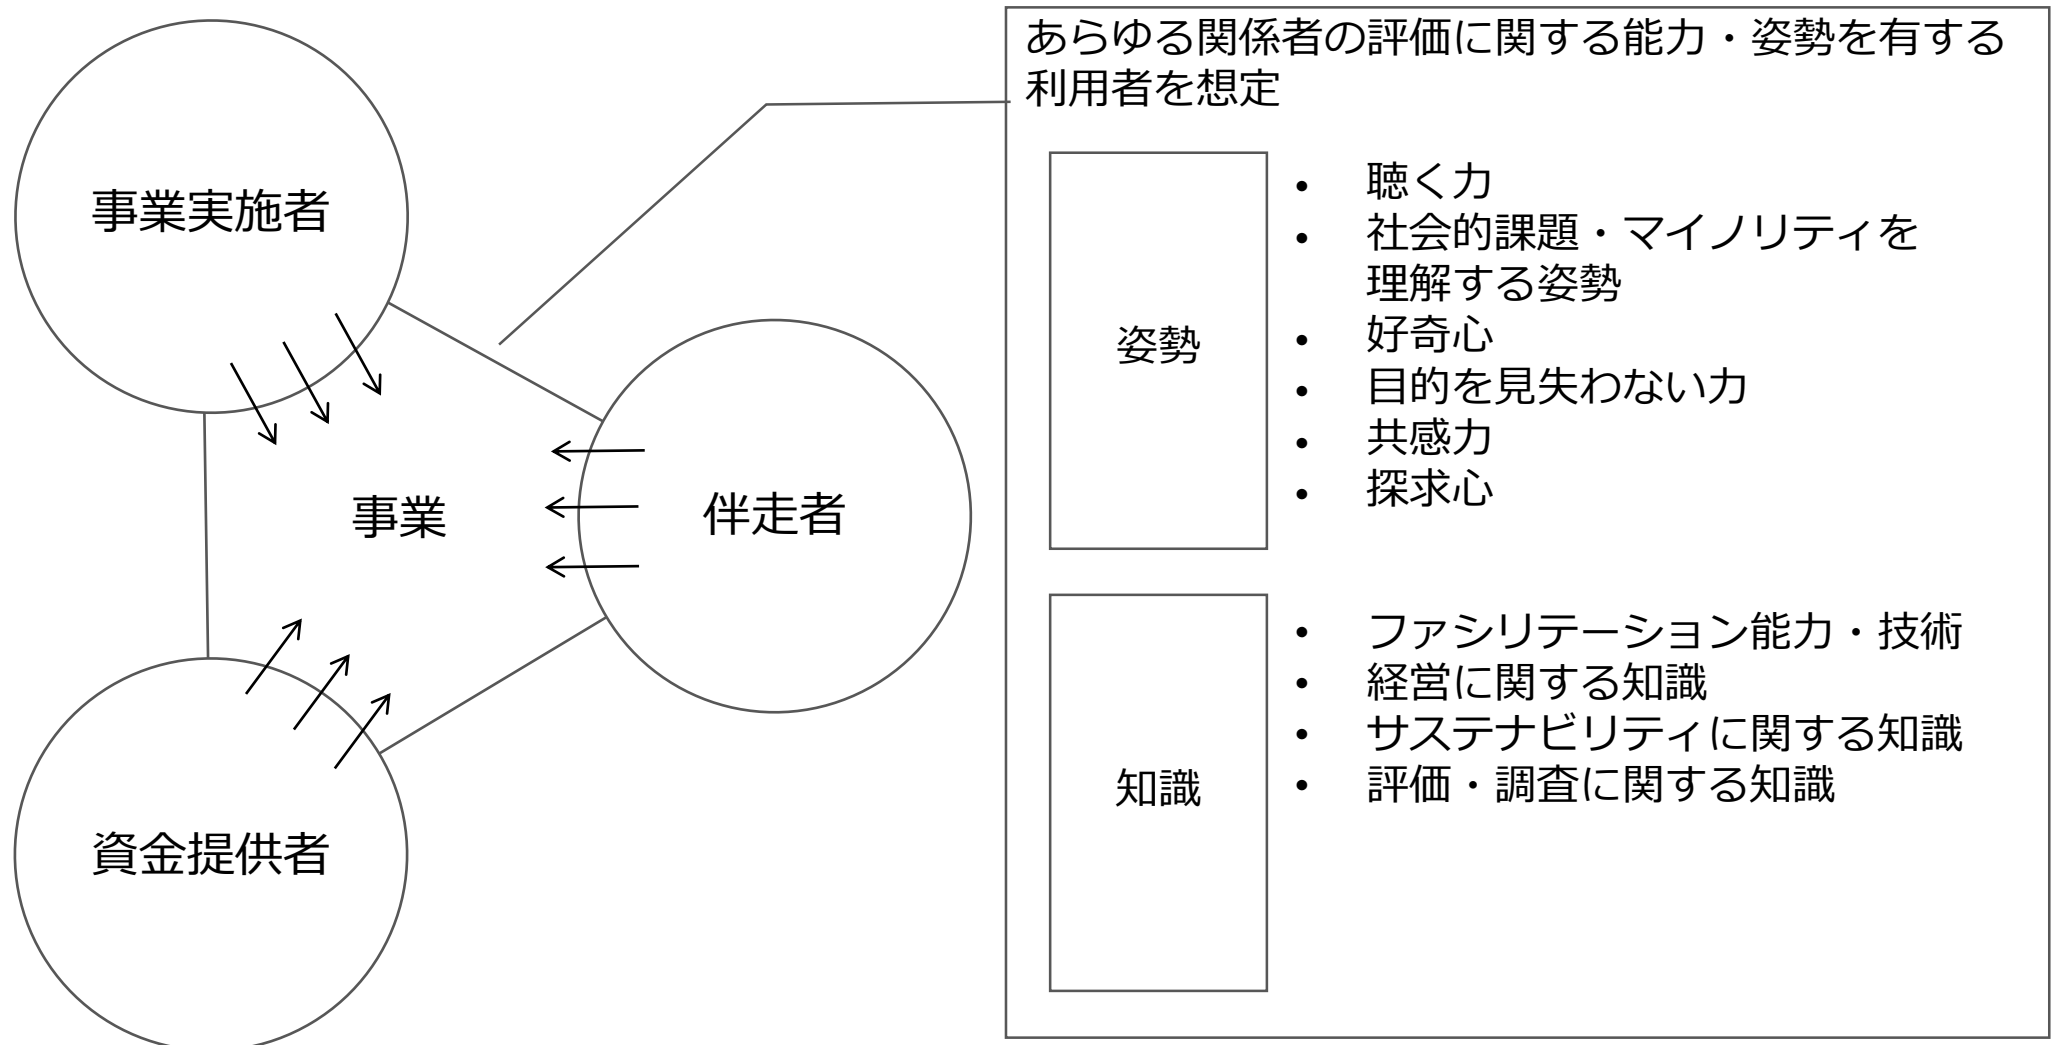 事業実施者
事業
伴走者
資金提供者
あらゆる関係者の評価に関する能力・姿勢を有する
利用者を想定
姿勢
• 聴く力
• 社会的課題・マイノリティを
理解する姿勢
• 好奇心
• 目的を見失わない力
• 共感力
• 探求心
知識
• ファシリテーション能力・技術
• 経営に関する知識
• サステナビリティに関する知識
• 評価・調査に関する知識